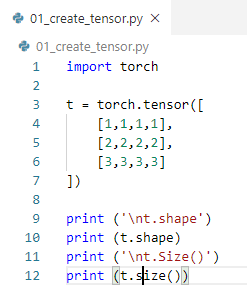 01_create_tensor.py ×
01_create_tensor.py
1 import torch
2
3 t = torch.tensor([
4     [1,1,1,1],
5     [2,2,2,2],
6     [3,3,3,3]
7 ])
8
9 print ('\nt.shape')
10 print (t.shape)
11 print ('\nt.Size()')
12 print (t.size())